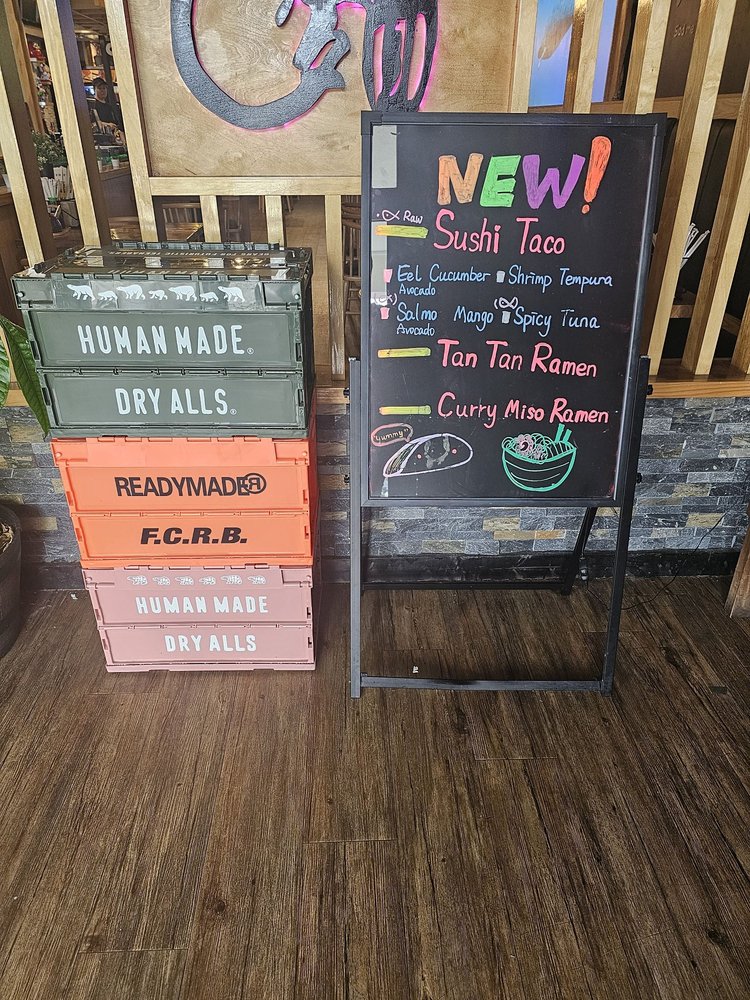 NEW!
Raw
Sushi Taco
Eel Cucumber Shrimp Tempura
Avocado
Salmo Mango Spicy Tuna
Avocado
Tan Tan Ramen
Curry Miso Ramen
"yummy"
HUMAN MADE®
DRY ALLS®
READYMADE
F.C.R.B.
HUMAN MADE
DRY ALLS